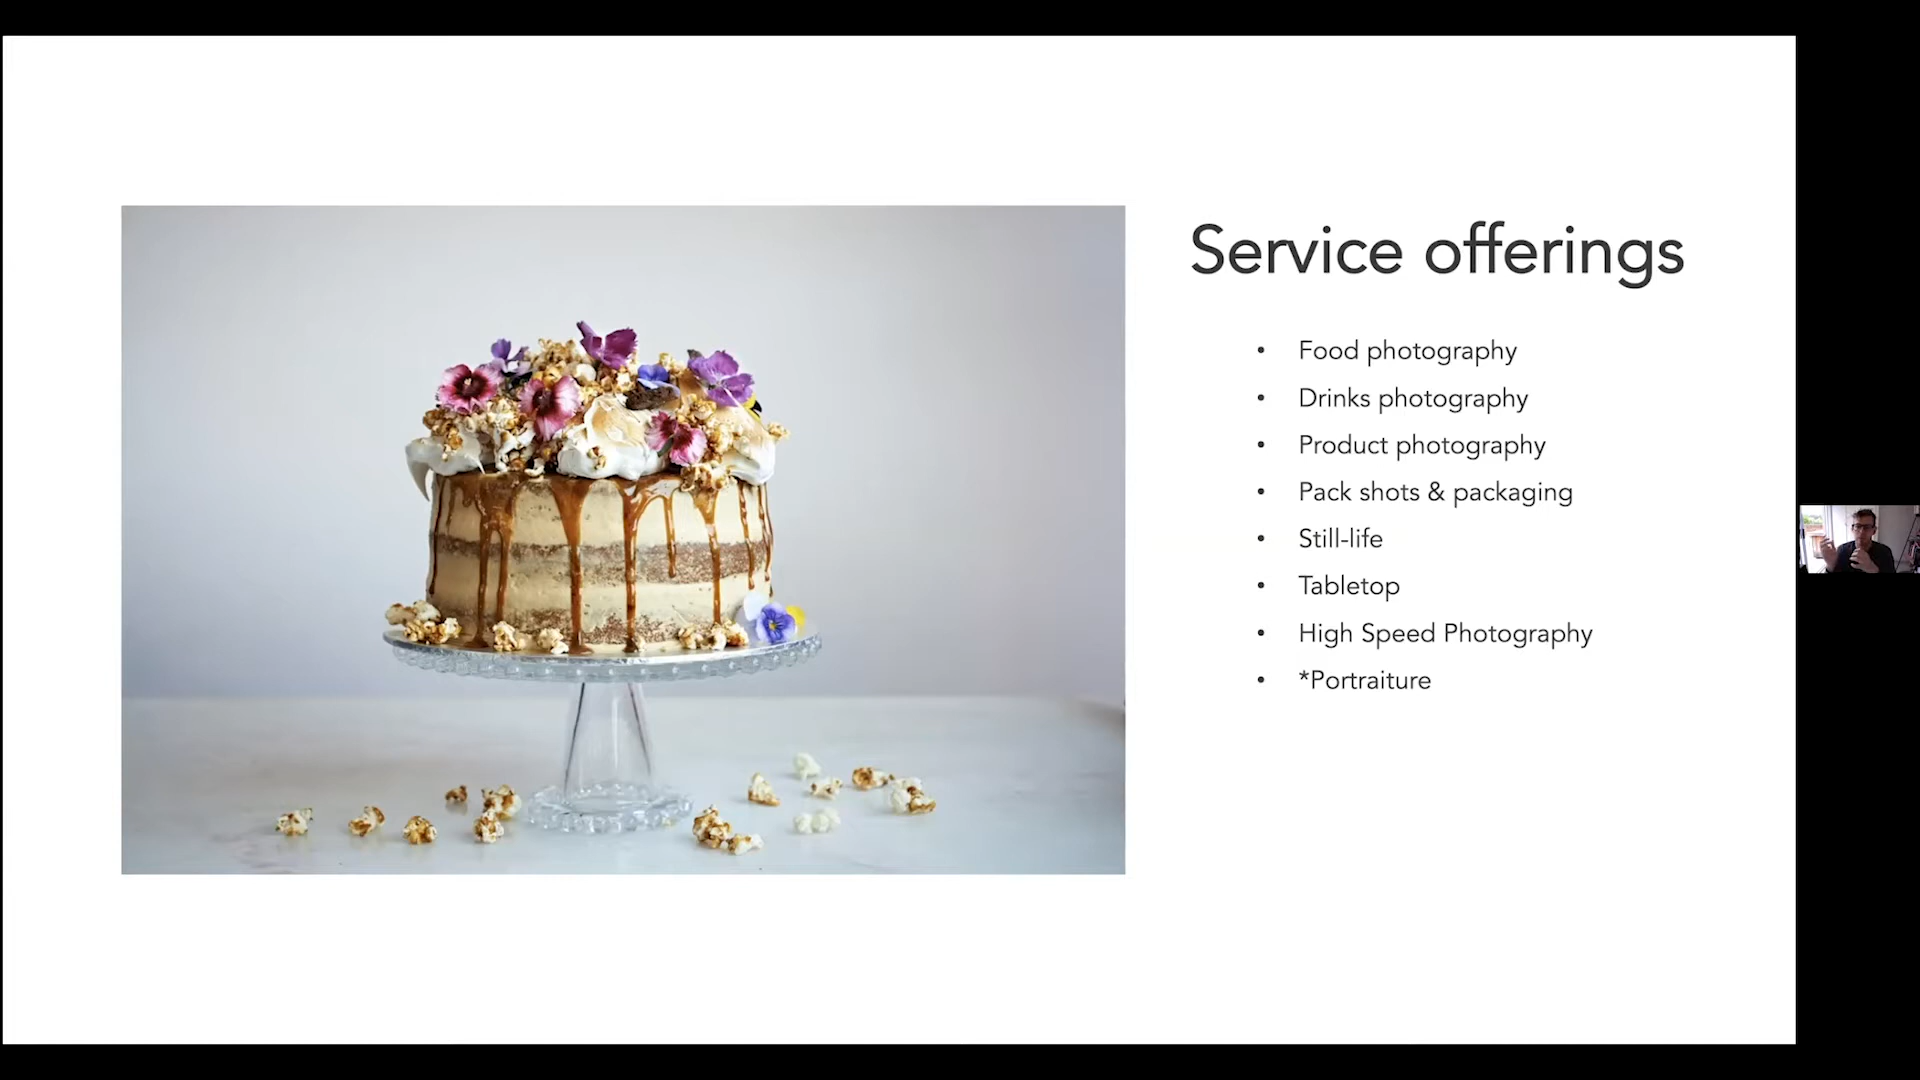 Service offerings
• Food photography
• Drinks photography
• Product photography
• Pack shots & packaging
• Still-life
• Tabletop
• High Speed Photography
• *Portraiture